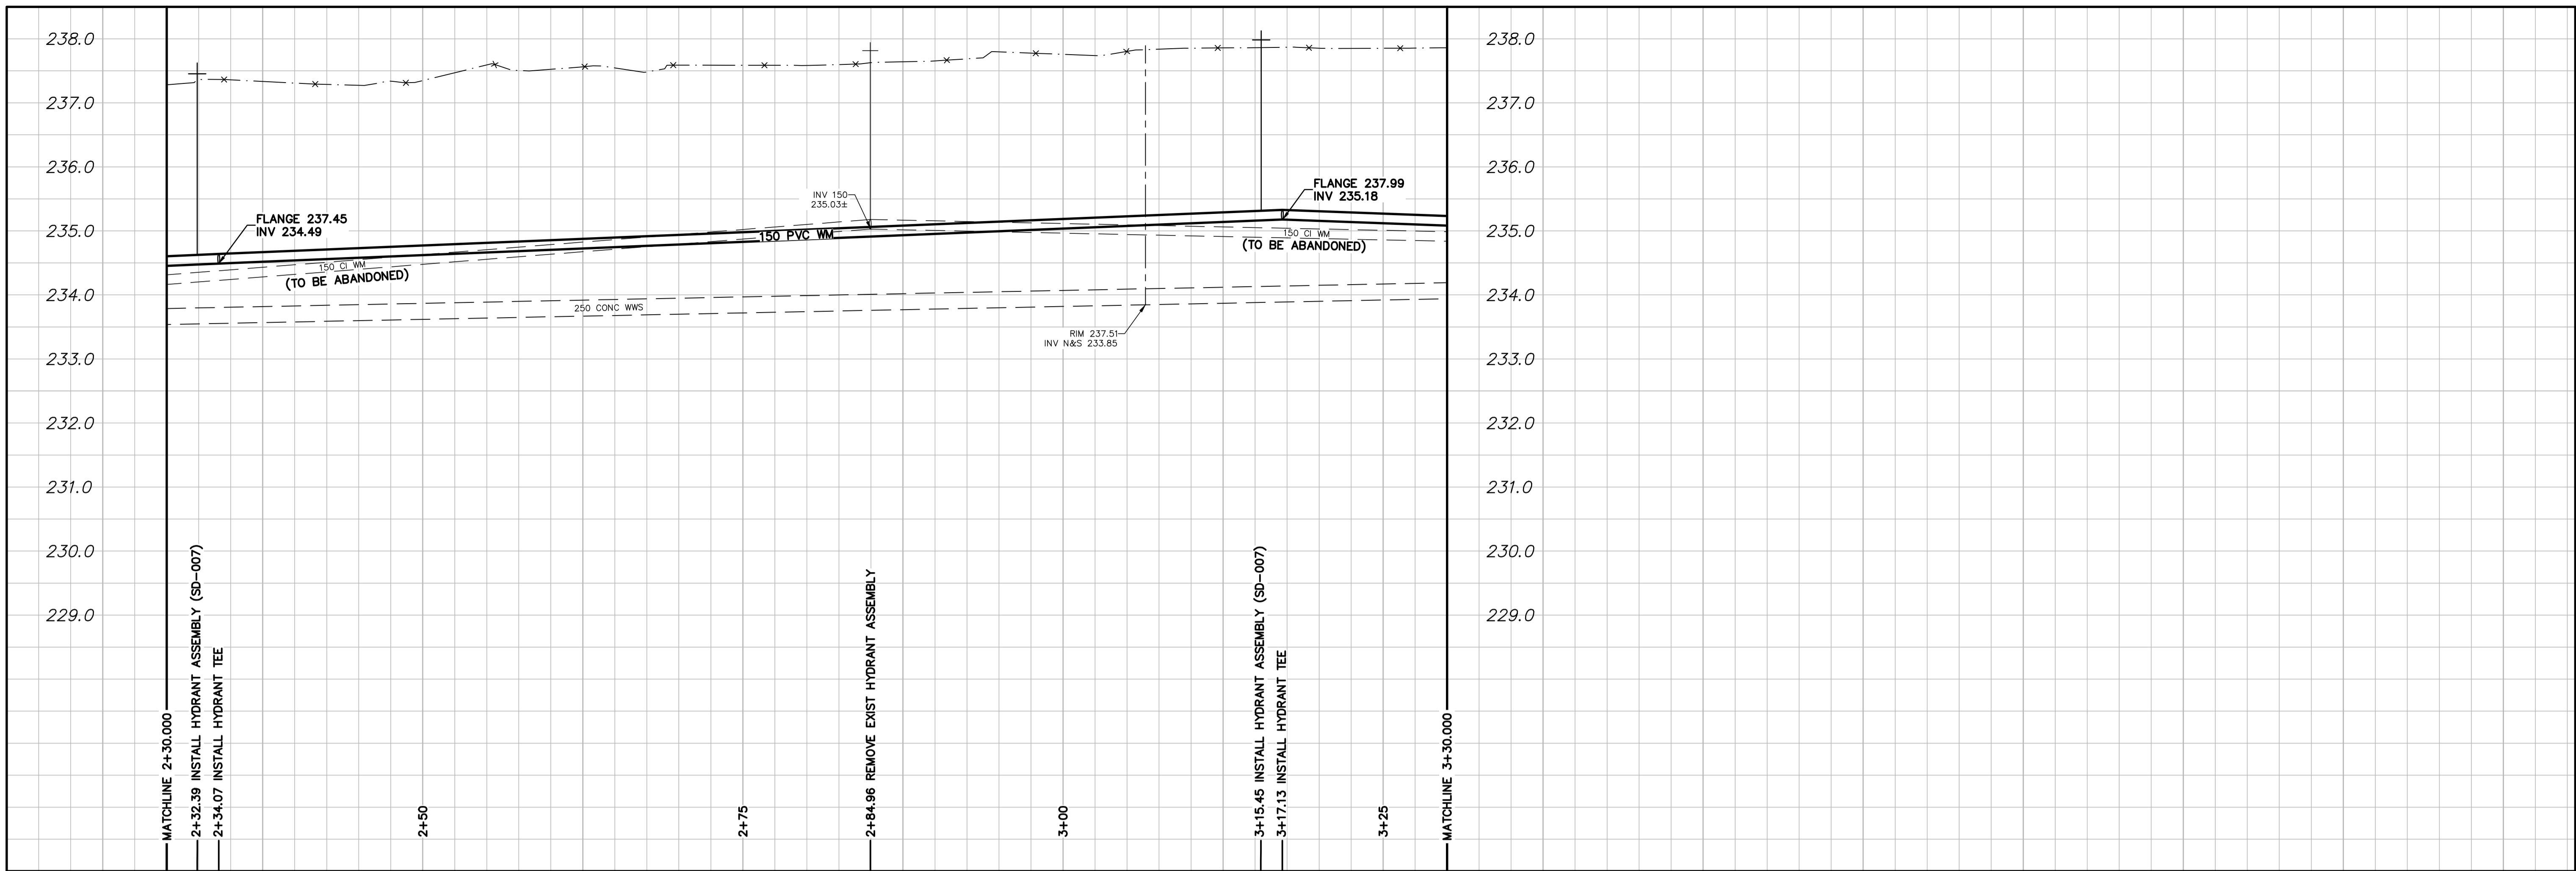 238.0
237.0
236.0
235.0
234.0
233.0
232.0
231.0
230.0
229.0
FLANGE 237.45
INV 234.49
150 CI WM
(TO BE ABANDONED)
250 CONC WWS
INV 150
235.03±
150 PVC WM
RIM 237.51
INV N&S 233.85
FLANGE 237.99
INV 235.18
150 CI WM
(TO BE ABANDONED)
238.0
237.0
236.0
235.0
234.0
233.0
232.0
231.0
230.0
229.0
MATCHLINE 2+30.000
2+32.39 INSTALL HYDRANT ASSEMBLY (SD-007)
2+34.07 INSTALL HYDRANT TEE
2+50
2+75
2+84.96 REMOVE EXIST HYDRANT ASSEMBLY
3+00
3+15.45 INSTALL HYDRANT ASSEMBLY (SD-007)
3+17.13 INSTALL HYDRANT TEE
3+25
MATCHLINE 3+30.000